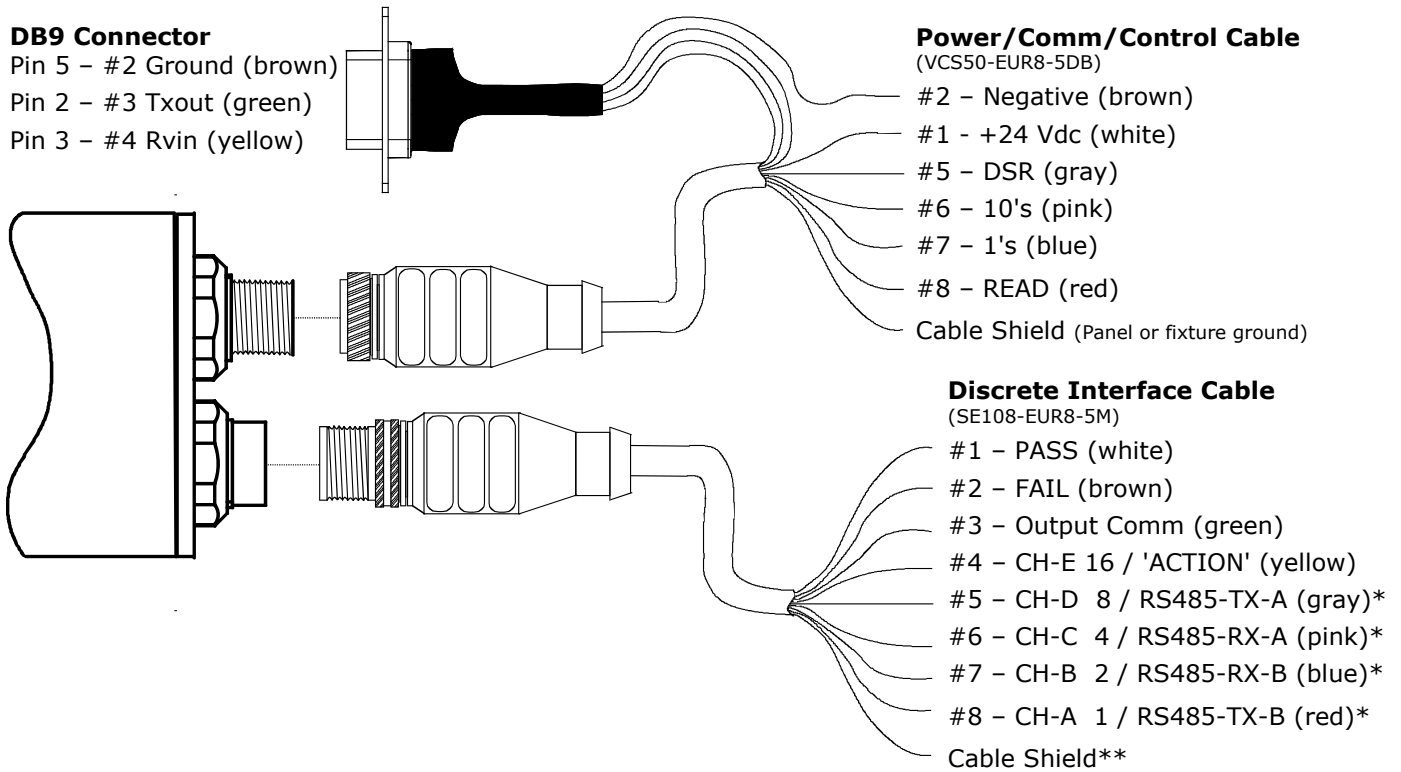 DB9 Connector
Pin 5 – #2 Ground (brown)
Pin 2 – #3 Txout (green)
Pin 3 – #4 Rvin (yellow)
Power/Comm/Control Cable
(VCS50-EUR8-5DB)
#2 – Negative (brown)
#1 - +24 Vdc (white)
#5 – DSR (gray)
#6 – 10's (pink)
#7 – 1's (blue)
#8 – READ (red)
Cable Shield (Panel or fixture ground)
Discrete Interface Cable
(SE108-EUR8-5M)
#1 – PASS (white)
#2 – FAIL (brown)
#3 – Output Comm (green)
#4 – CH-E 16 / 'ACTION' (yellow)
#5 – CH-D  8 / RS485-TX-A (gray)*
#6 – CH-C  4 / RS485-RX-A (pink)*
#7 – CH-B  2 / RS485-RX-B (blue)*
#8 – CH-A  1 / RS485-TX-B (red)*
Cable Shield**